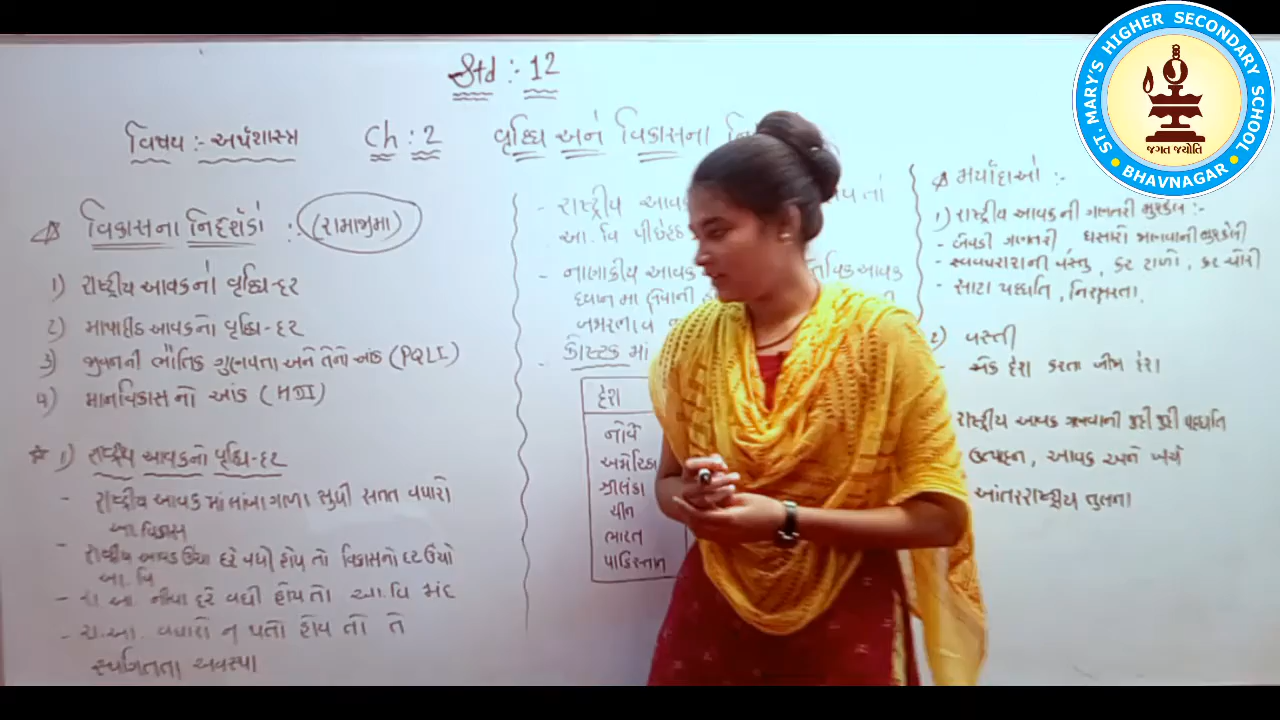 Std :- 12
વિષય :- અર્થશાસ્ત્ર
Ch : 2 વૃદ્ધિ અને વિકાસના
વિકાસના નિર્દેશકો : (રામાજીમા)
1) રાષ્ટ્રીય આવકનો વૃદ્ધિ-દર
2) માથાદીઠ આવકનો વૃદ્ધિ-દર
3) જીવનની ભૌતિક ગુણવત્તા અને તેનો આંક (PQLI)
4) માનવવિકાસ નો આંક (HDI)
1) રાષ્ટ્રીય આવકનો વૃદ્ધિ-દર
- રાષ્ટ્રીય આવક માં લાંબા ગાળા સુધી સતત વધારો
આ.વિકાસ
- રાષ્ટ્રીય આવક ઊંચા દરે વધી હોય તો વિકાસનો દર ઊંચો
આ. વિ
- રા. આ. નીચા દરે વધી હોય તો આ.વિ મંદ
- રા.આ. વધારો ન થતો હોય તો તે
સ્થગિતતા અવસ્થા
- રાષ્ટ્રીય આવક
આ. વિ
- નાણાકીય આવક આવક
ધ્યાન મા
- કોષ્ટક માં
દેશ
નોર્વે
અમેરિકા
શ્રીલંકા
ચીન
ભારત
પાકિસ્તાન
મર્યાદાઓ :-
1) રાષ્ટ્રીય આવકની ગણતરી મુશ્કેલ :-
- બેવડી ગણતરી ઘસારો જાણવાની મુશ્કેલી
- સ્વવપરાશની વસ્તુ, કર ટાળો, કર ચોરી
- સાટા પદ્ધતિ, નિરક્ષરતા.
2) વસ્તી
- એક દેશ કરતા બીજા દેશ
રાષ્ટ્રીય આવક ગણવાની જુદી જુદી પદ્ધતિ
ઉત્પાદન, આવક અને ખર્ચ
આંતરરાષ્ટ્રીય તુલના
ST. MARY'S HIGHER SECONDARY SCHOOL
જગત જ્યોતિ
BHAVNAGAR